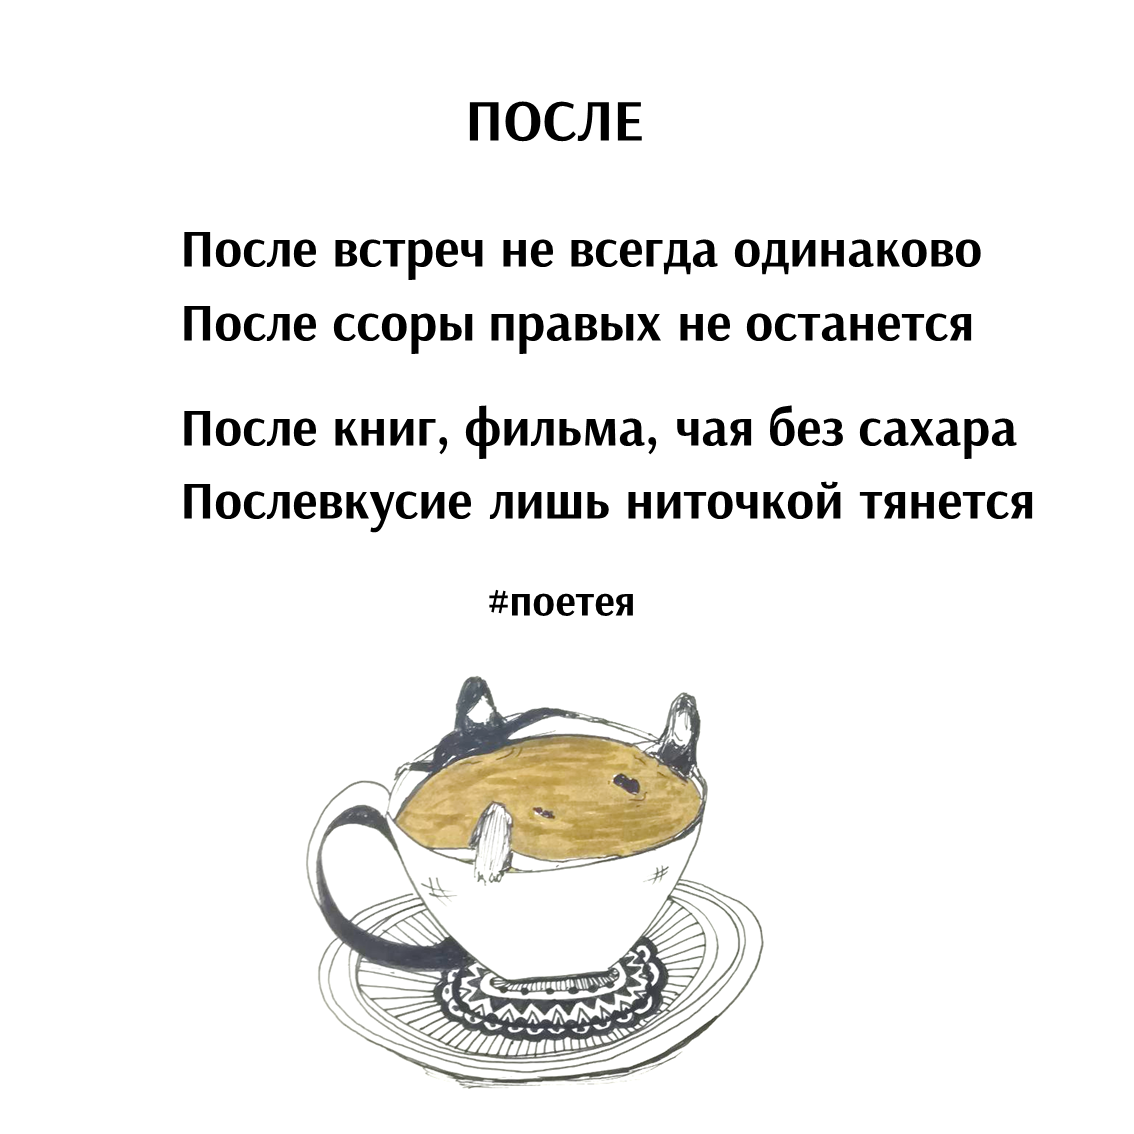 ПОСЛЕ
После встреч не всегда одинаково
После ссоры правых не останется
После книг, фильма, чая без сахара
Послевкусие лишь ниточкой тянется
#поетея